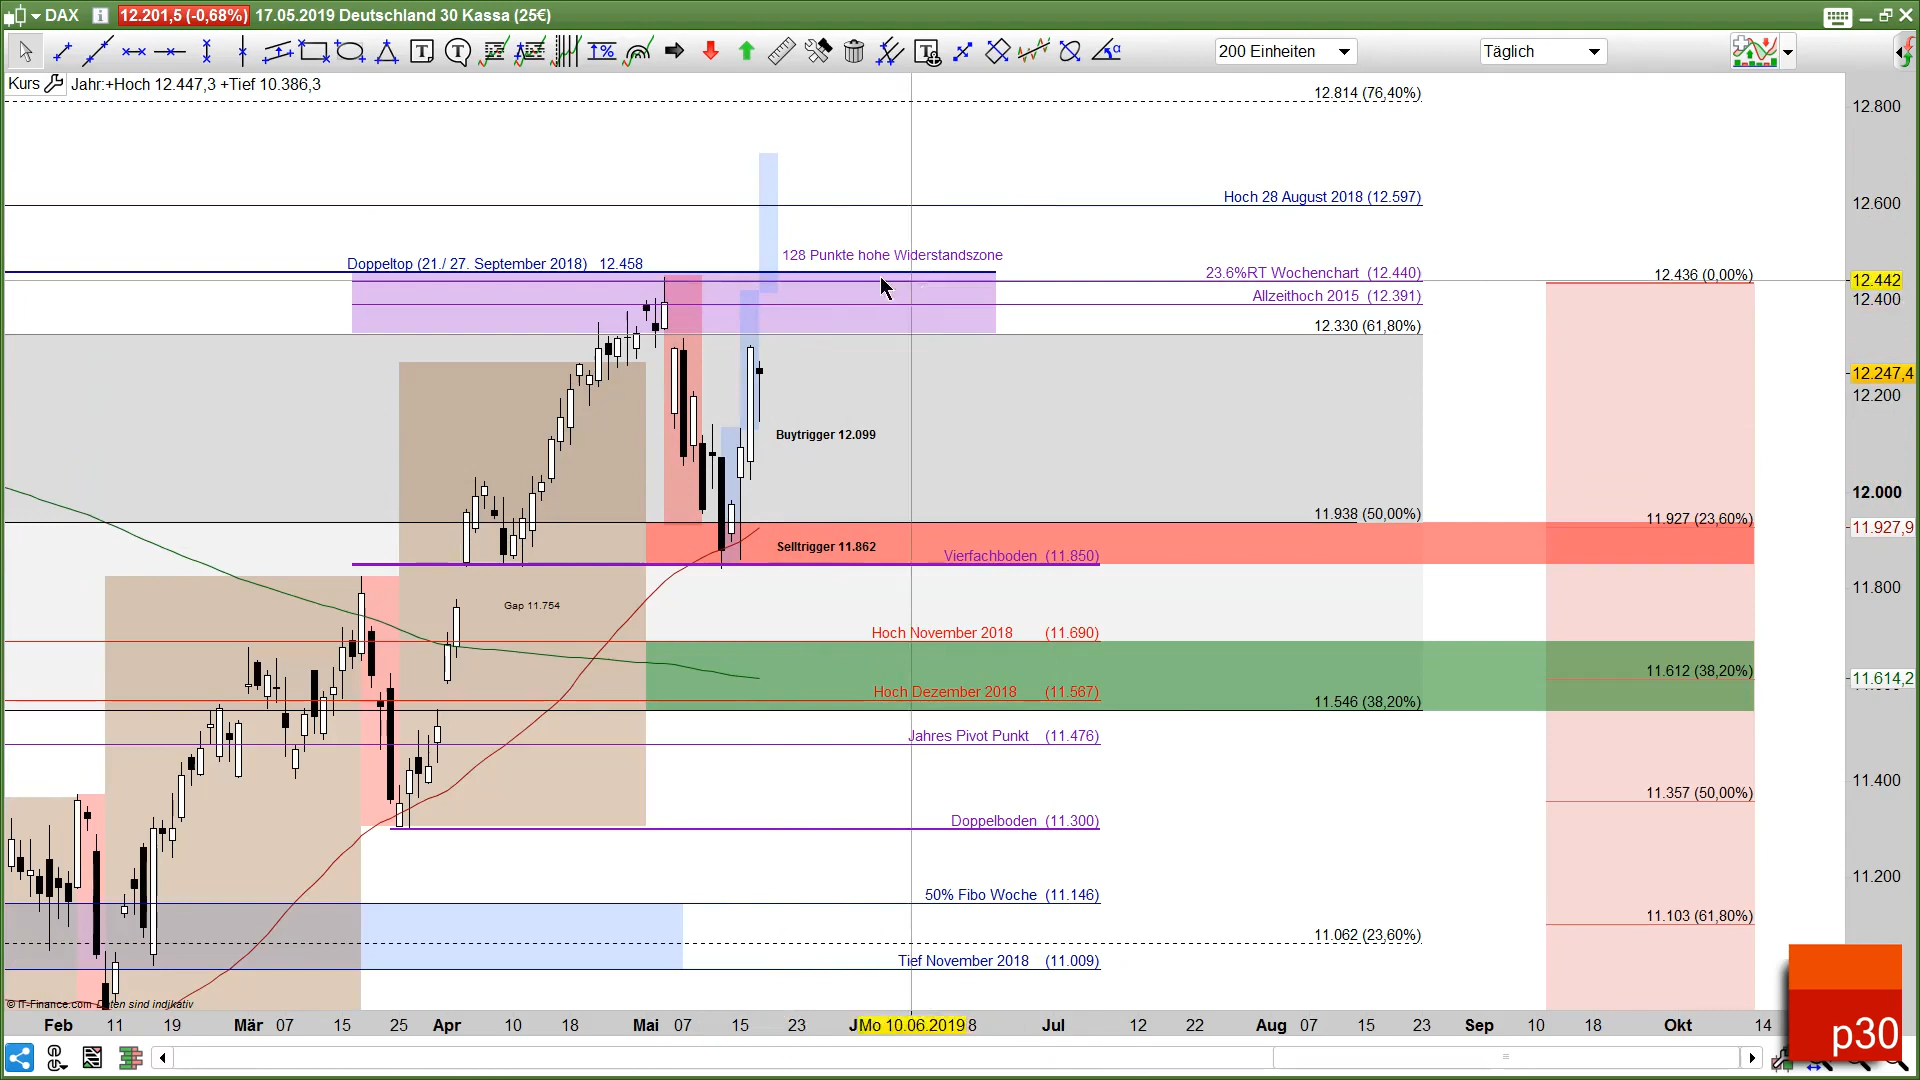 DAX 12.201,5 (-0,68%) 17.05.2019 Deutschland 30 Kassa (25€)
200 Einheiten
Täglich
Kurs Jahr:+Hoch 12.447,3 +Tief 10.386,3
12.814 (76,40%)
12.800
Hoch 28 August 2018 (12.597)
12.600
128 Punkte hohe Widerstandszone
Doppeltop (21./ 27. September 2018) 12.458
23.6%RT Wochenchart (12.440)
12.436 (0,00%)
12.442
Allzeithoch 2015 (12.391)
12.400
12.330 (61,80%)
12.247,4
12.200
Buytrigger 12.099
12.000
11.938 (50,00%)
11.927 (23,60%)
11.927,9
Selltrigger 11.862
Vierfachboden (11.850)
11.800
Gap 11.754
Hoch November 2018 (11.690)
11.612 (38,20%)
11.614,2
Hoch Dezember 2018 (11.567)
11.546 (38,20%)
Jahres Pivot Punkt (11.476)
11.400
11.357 (50,00%)
Doppelboden (11.300)
11.200
50% Fibo Woche (11.146)
11.103 (61,80%)
11.062 (23,60%)
Tief November 2018 (11.009)
© IT-Finance.com Daten sind indikativ
Feb 11 19 Mär 07 15 25 Apr 10 18 Mai 07 15 23 Mo 10.06.2019 8 Jul 12 22 Aug 07 15 23 Sep 10 18 Okt 14
p30